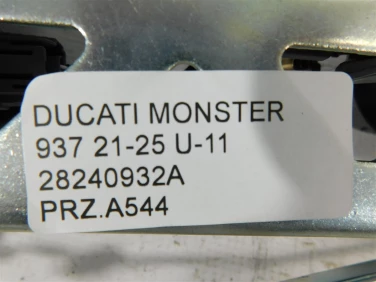 DUCATI MONSTER
937 21-25 U-11
28240932A
PRZ.A544